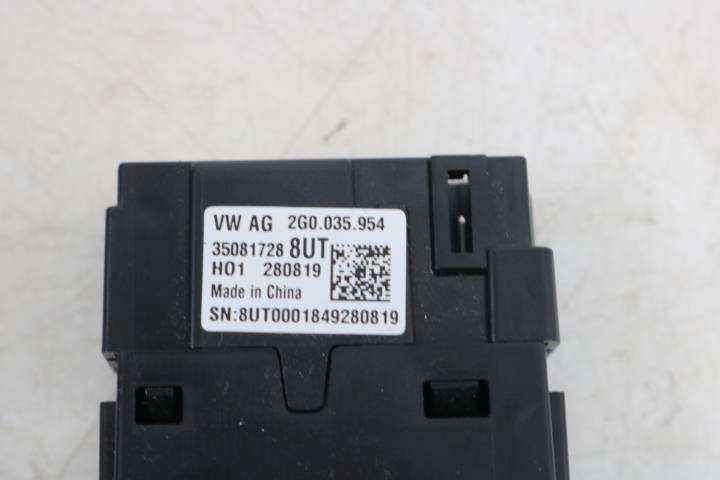 VW AG 2G0.035.954
35081728 8UT
H01 280819
Made in China
SN:8UT0001849280819